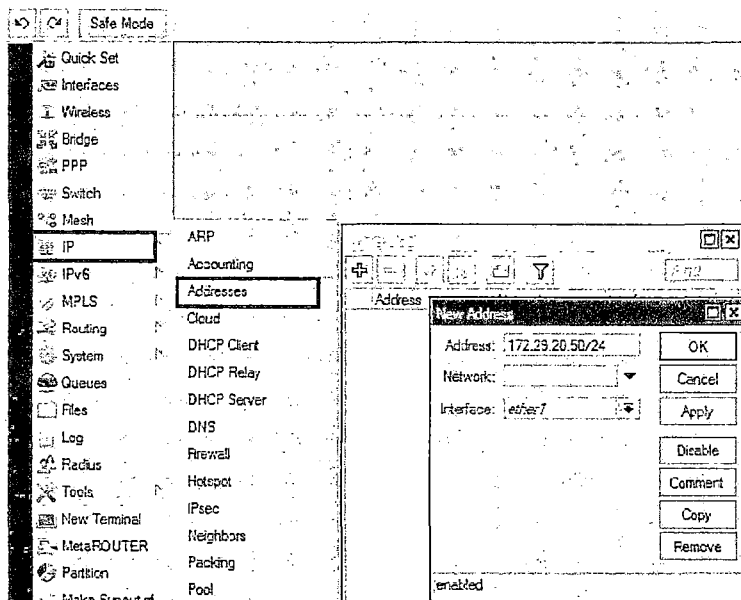 Safe Mode
Quick Set
Interfaces
Wireless
Bridge
PPP
Switch
Mesh
IP
IPv6
MPLS
Routing
System
Queues
Files
Log
Radius
Tools
New Terminal
MetaROUTER
Partition
ARP
Accounting
Addresses
Cloud
DHCP Client
DHCP Relay
DHCP Server
DNS
Firewall
Hotspot
IPsec
Neighbors
Packing
Pool
Find
Address
New Address
Address: 172.29.20.50/24
Network:
Interface: ether1
OK
Cancel
Apply
Disable
Comment
Copy
Remove
enabled